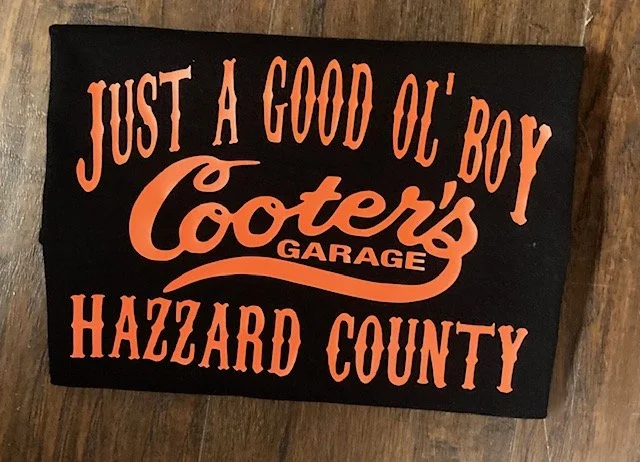 JUST A GOOD OL' BOY
Cooter's
GARAGE
HAZZARD COUNTY